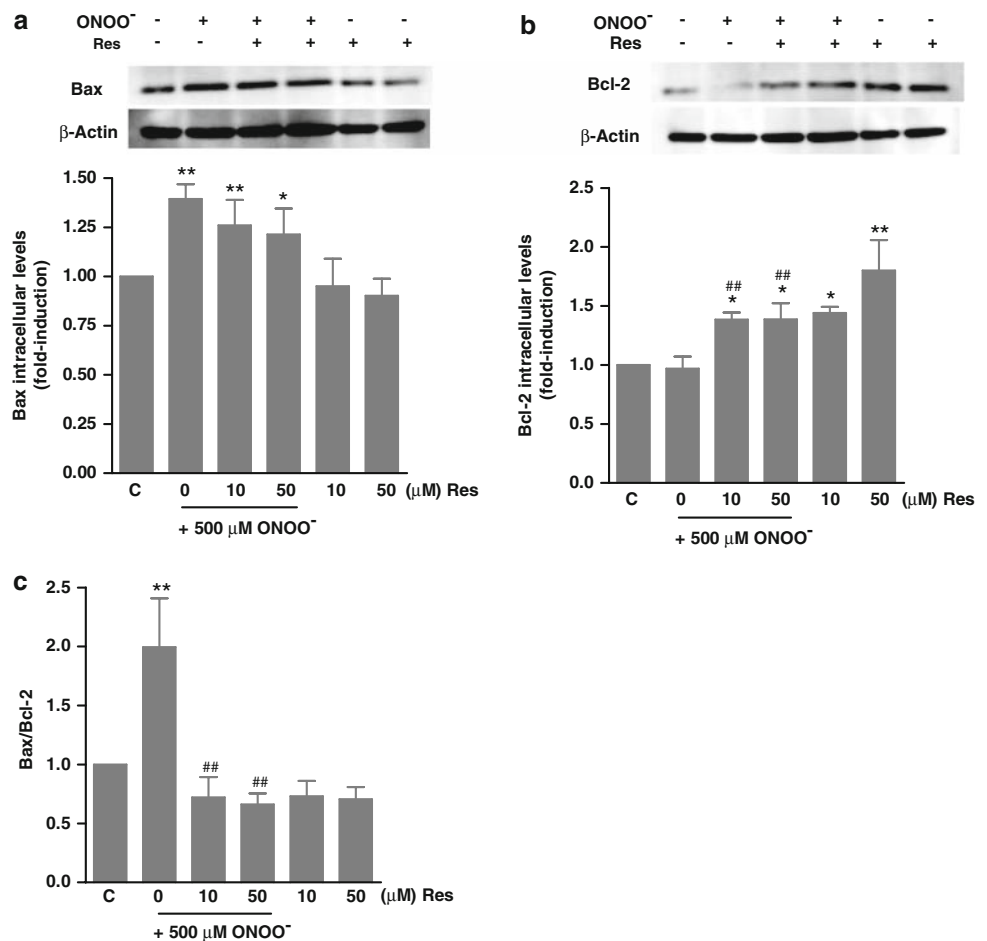 a
ONOO⁻ - + + + - -
Res - - + + + +
Bax
β-Actin
1.50
1.25
1.00
0.75
0.50
0.25
0.00
Bax intracellular levels
(fold-induction)
** ** *
C 0 10 50 10 50 (μM) Res
+ 500 μM ONOO⁻
b
ONOO⁻ - + + + - -
Res - - + + + +
Bcl-2
β-Actin
2.5
2.0
1.5
1.0
0.5
0.0
Bcl-2 intracellular levels
(fold-induction)
## ## **
* * *
C 0 10 50 10 50 (μM) Res
+ 500 μM ONOO⁻
c
2.5
2.0
1.5
1.0
0.5
0.0
Bax/Bcl-2
**
## ##
C 0 10 50 10 50 (μM) Res
+ 500 μM ONOO⁻